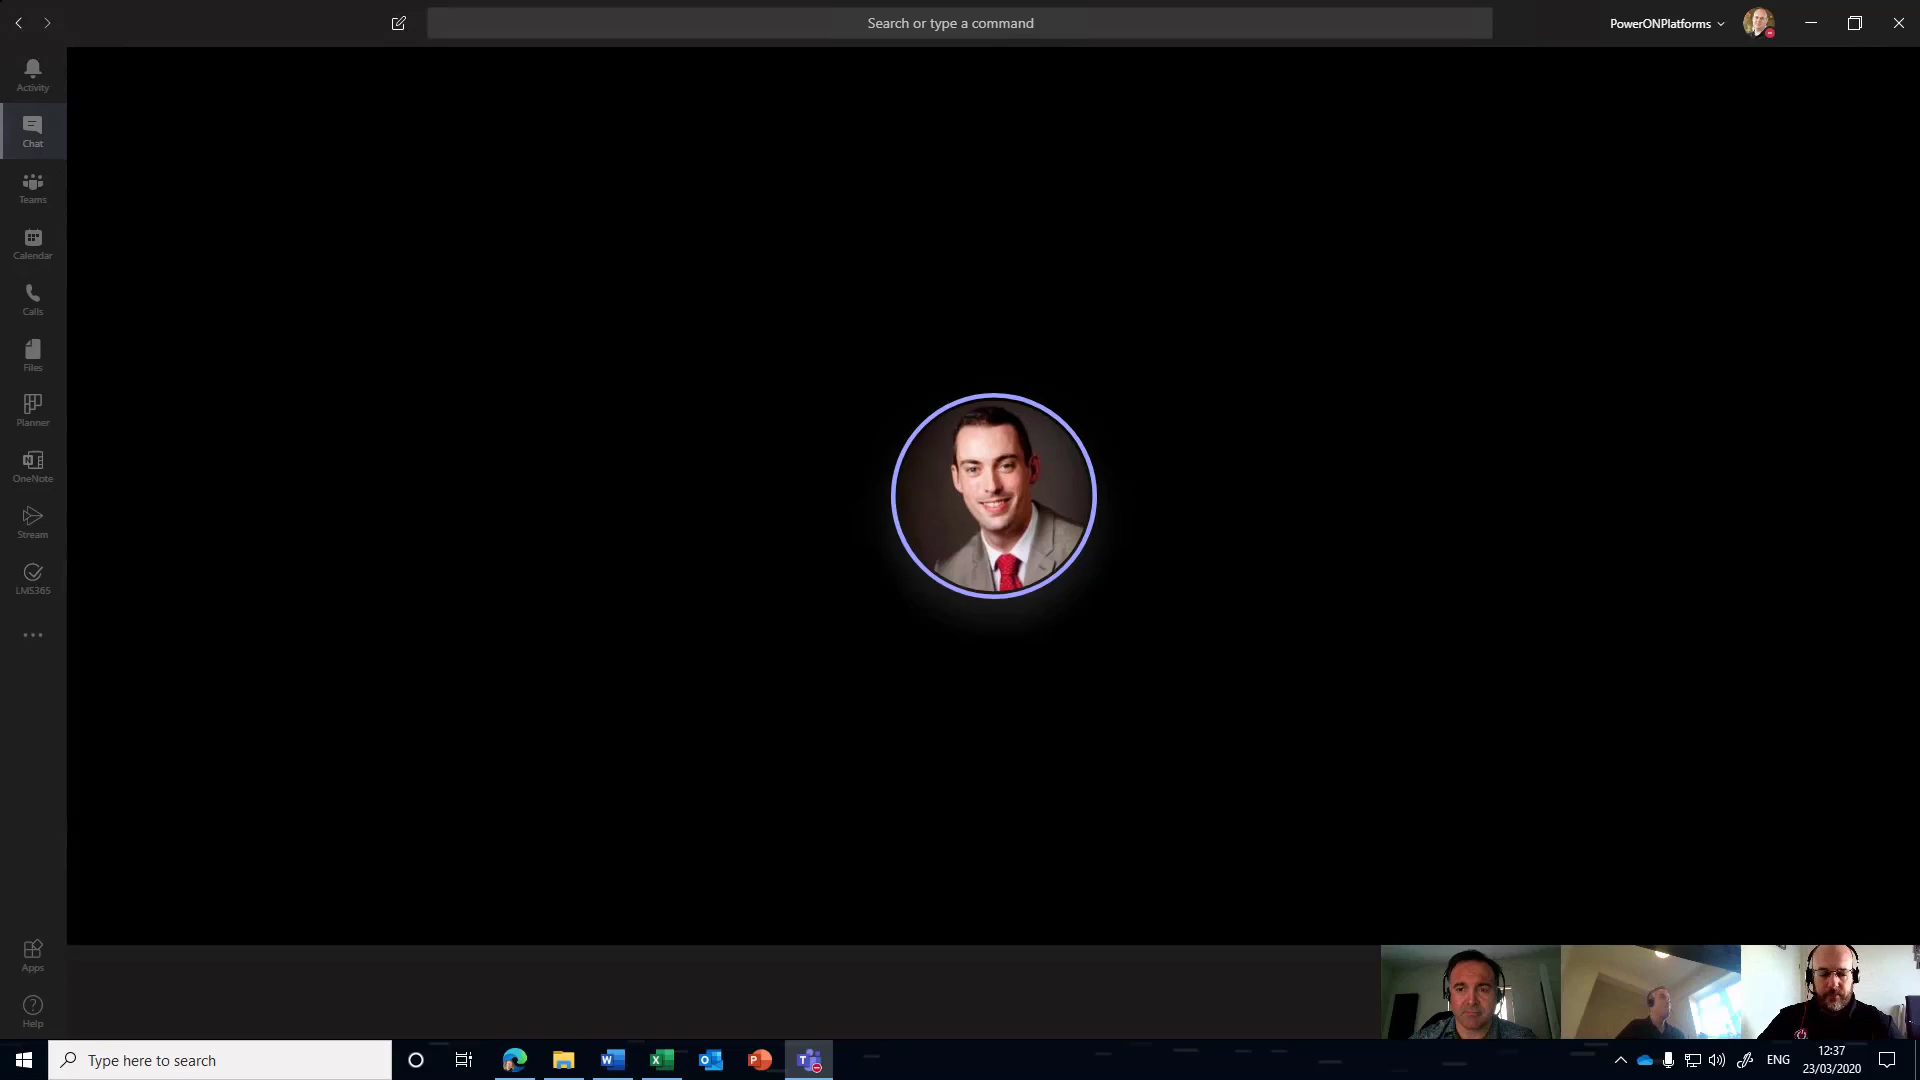 Search or type a command
PowerONPlatforms
Activity
Chat
Teams
Calendar
Calls
Files
Planner
OneNote
Stream
LMS365
Apps
Help
Type here to search
ENG
12:37
23/03/2020